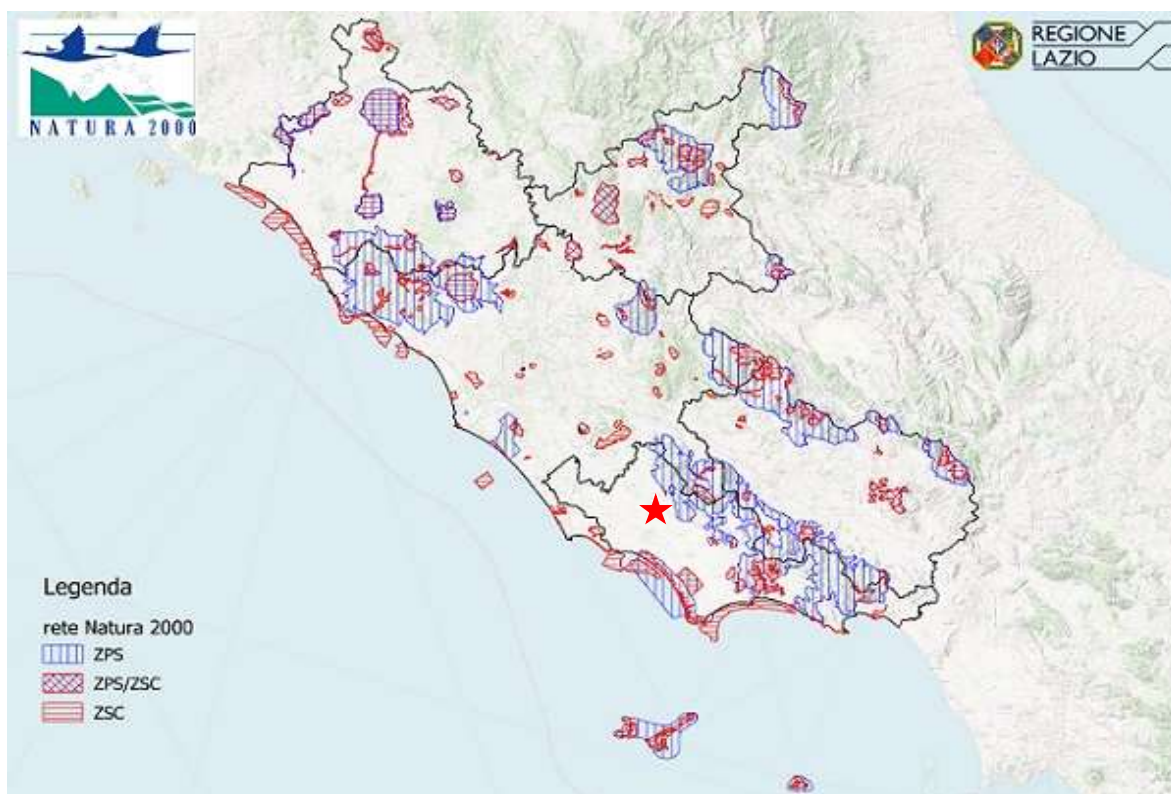 NATURA 2000
REGIONE
LAZIO
Legenda
rete Natura 2000
ZPS
ZPS/ZSC
ZSC